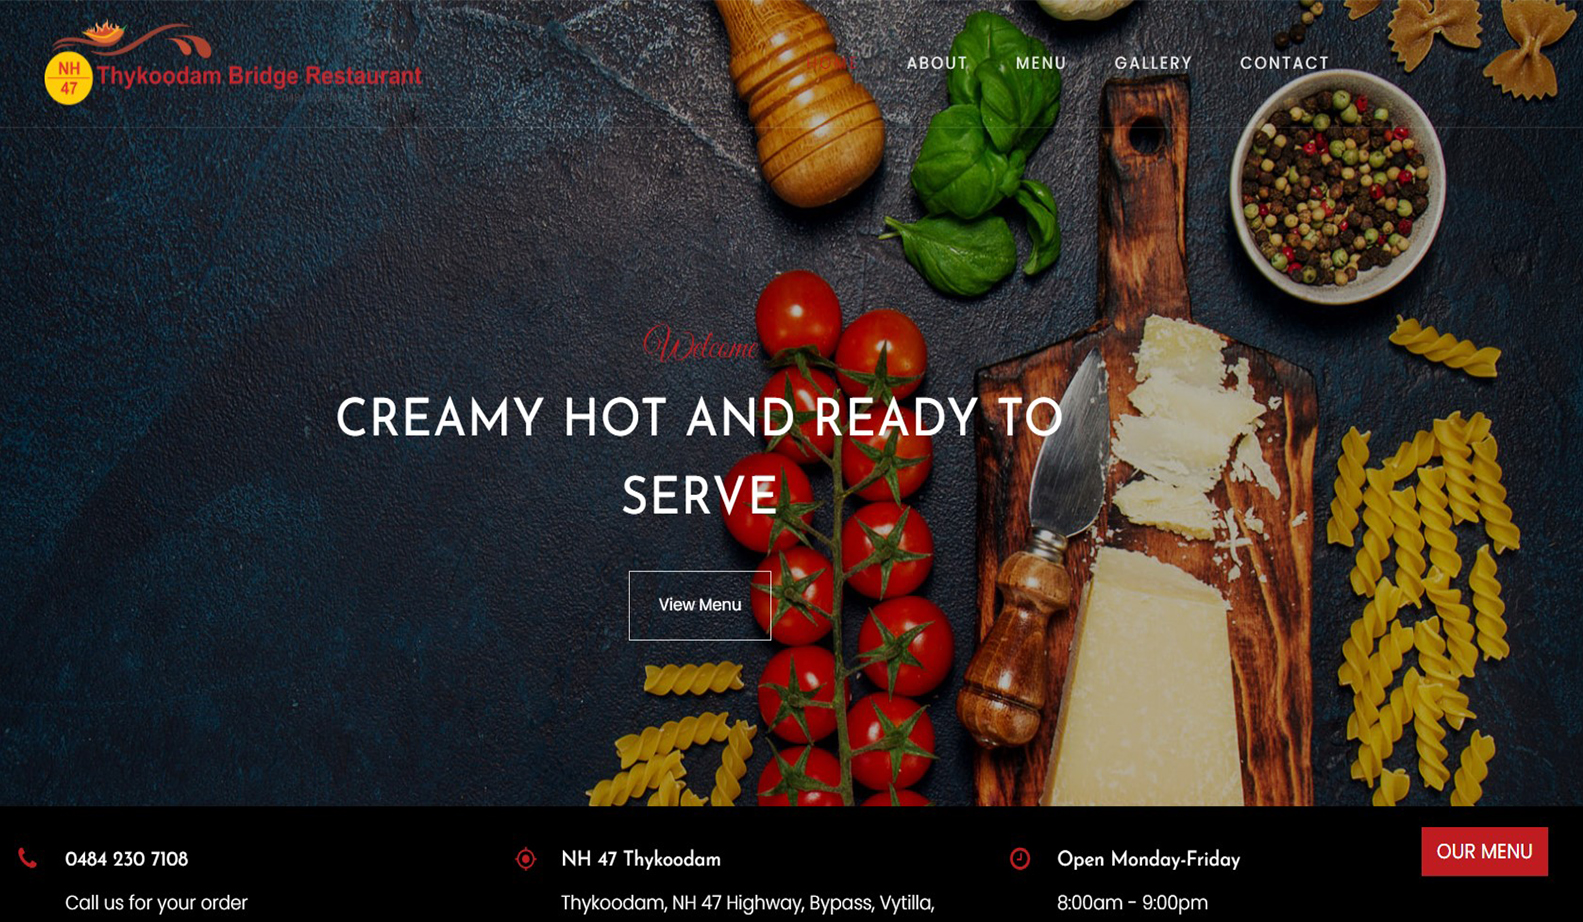 NH
47
Thykoodam Bridge Restaurant
HOME
ABOUT
MENU
GALLERY
CONTACT
Welcome
CREAMY HOT AND READY TO
SERVE
View Menu
0484 230 7108
Call us for your order
NH 47 Thykoodam
Thykoodam, NH 47 Highway, Bypass, Vytilla,
Open Monday-Friday
8:00am - 9:00pm
OUR MENU